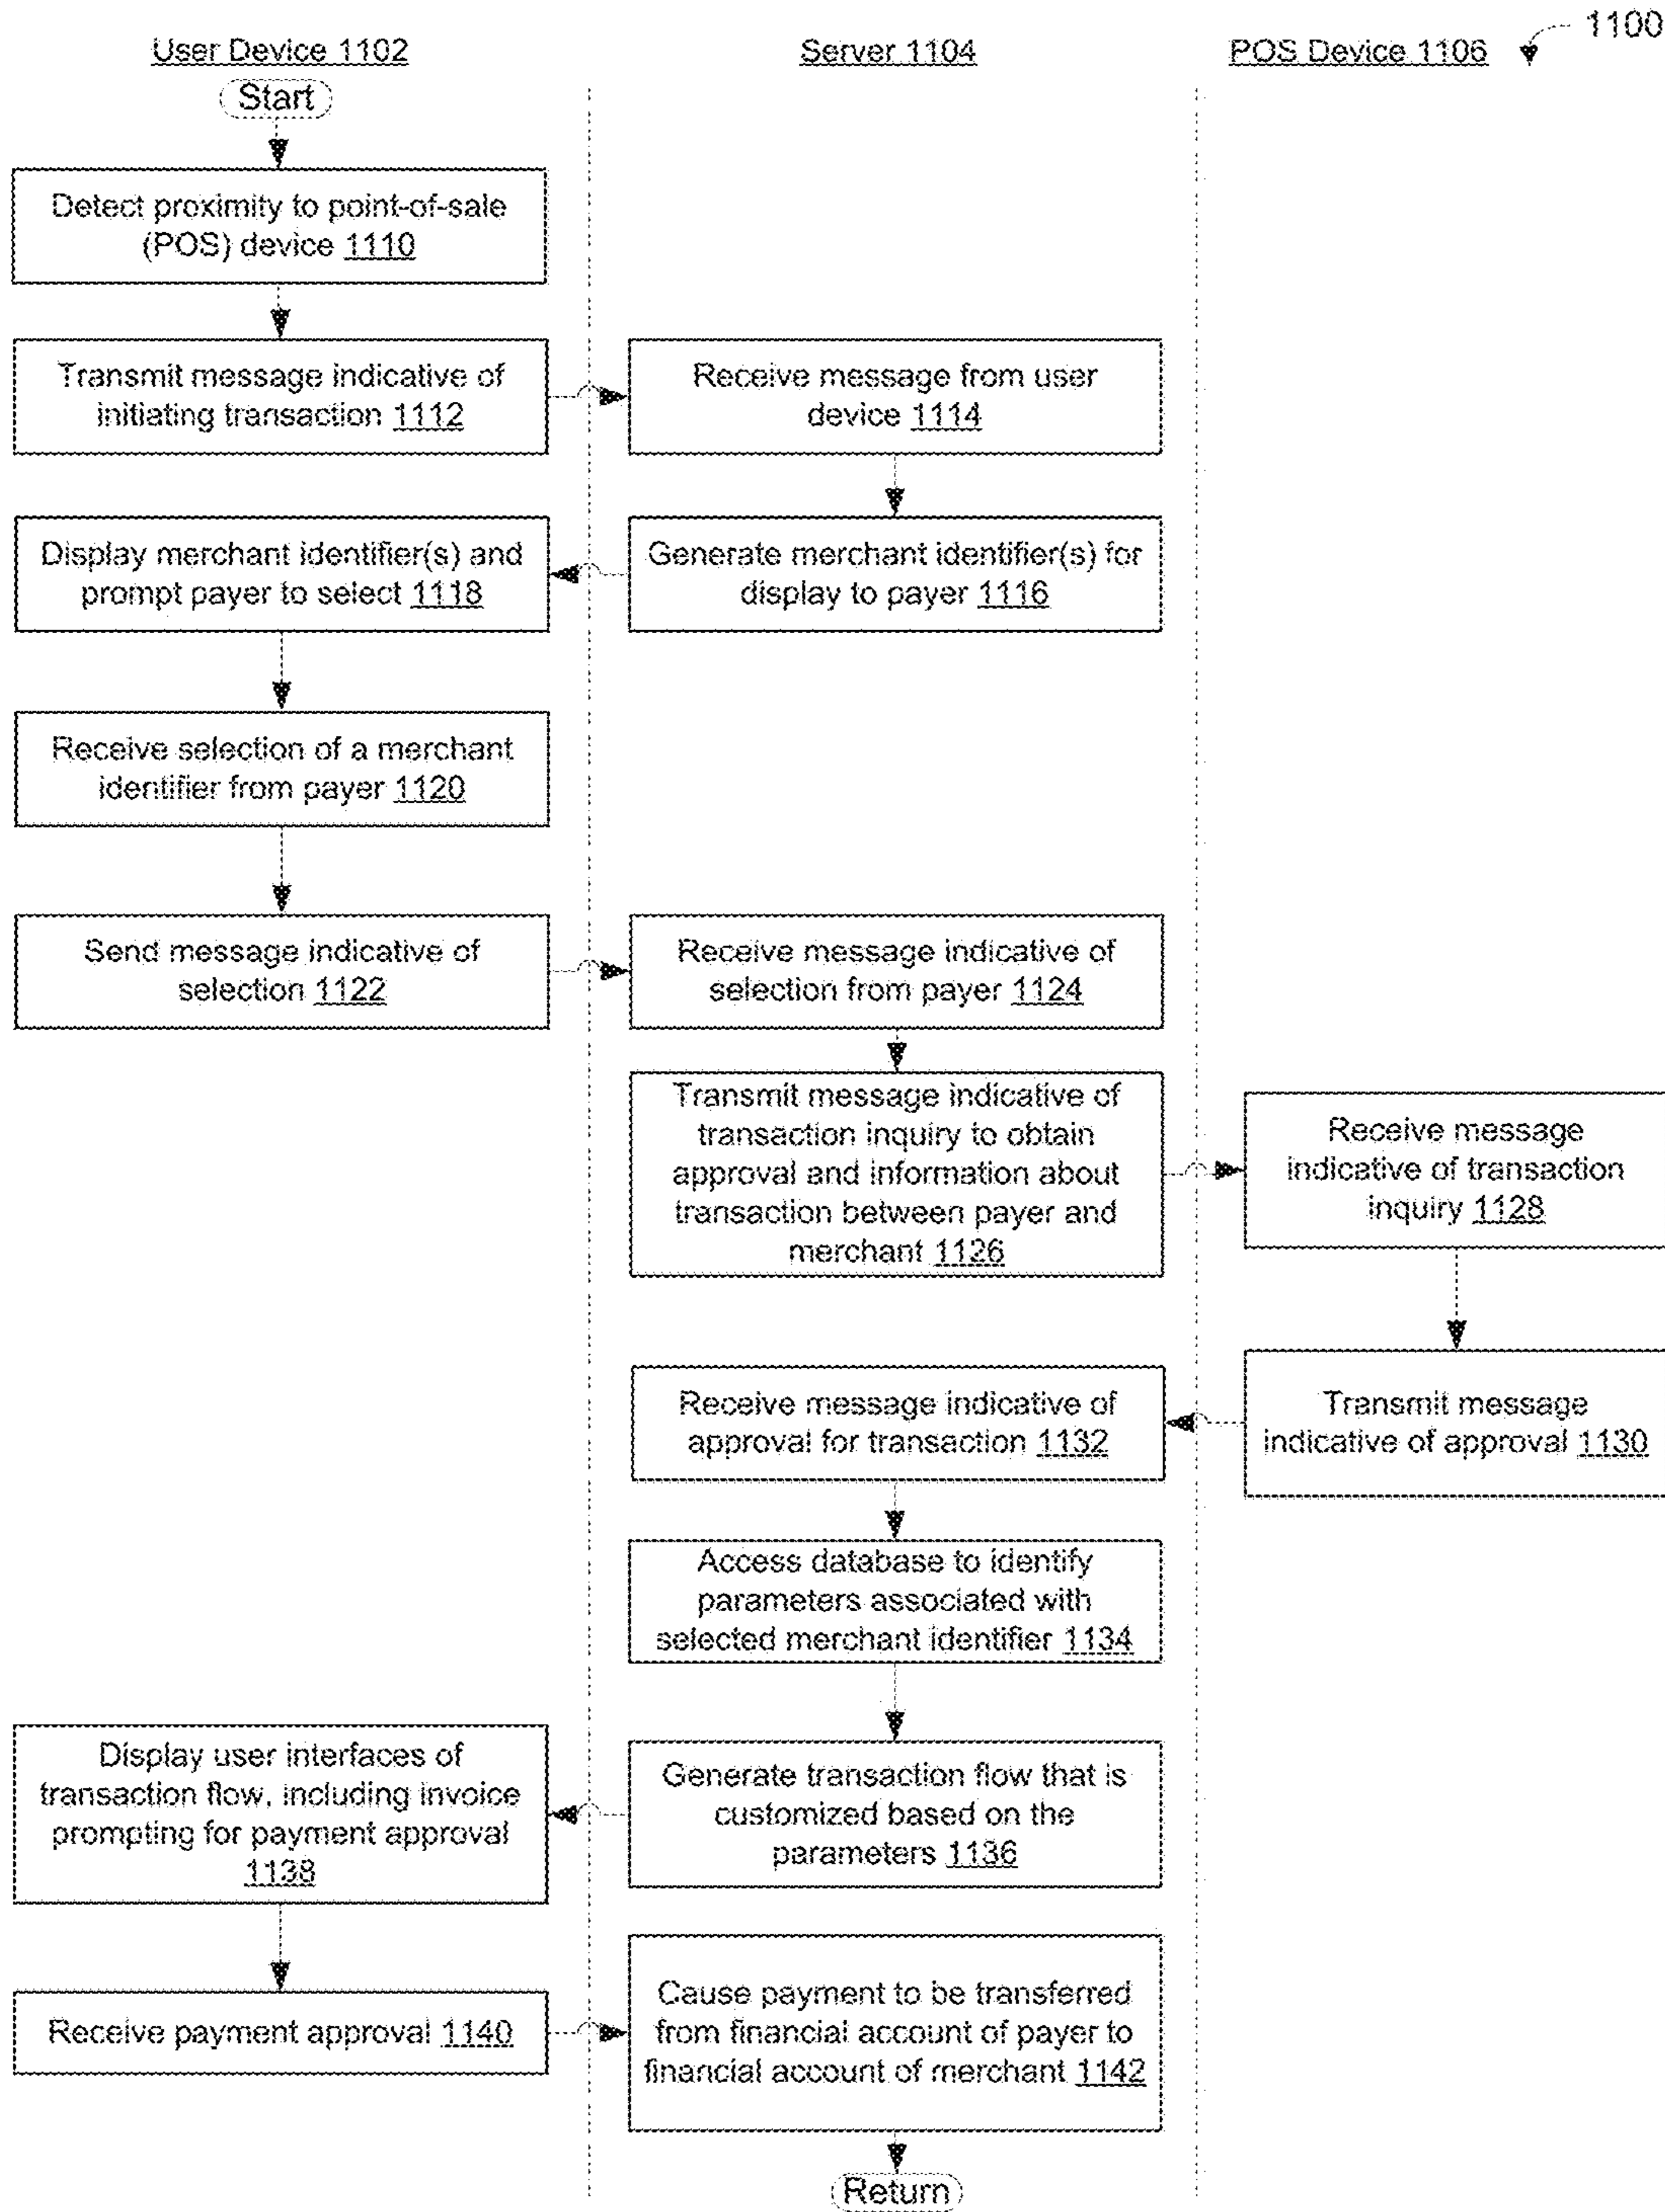 1100
User Device 1102
Server 1104
POS Device 1106
Start
Detect proximity to point-of-sale
(POS) device 1110
Transmit message indicative of
initiating transaction 1112
Receive message from user
device 1114
Display merchant identifier(s) and
prompt payer to select 1118
Generate merchant identifier(s) for
display to payer 1116
Receive selection of a merchant
identifier from payer 1120
Send message indicative of
selection 1122
Receive message indicative of
selection from payer 1124
Transmit message indicative of
transaction inquiry to obtain
approval and information about
transaction between payer and
merchant 1126
Receive message
indicative of transaction
inquiry 1128
Receive message indicative of
approval for transaction 1132
Transmit message
indicative of approval 1130
Access database to identify
parameters associated with
selected merchant identifier 1134
Display user interfaces of
transaction flow, including invoice
prompting for payment approval
1138
Generate transaction flow that is
customized based on the
parameters 1136
Receive payment approval 1140
Cause payment to be transferred
from financial account of payer to
financial account of merchant 1142
Return